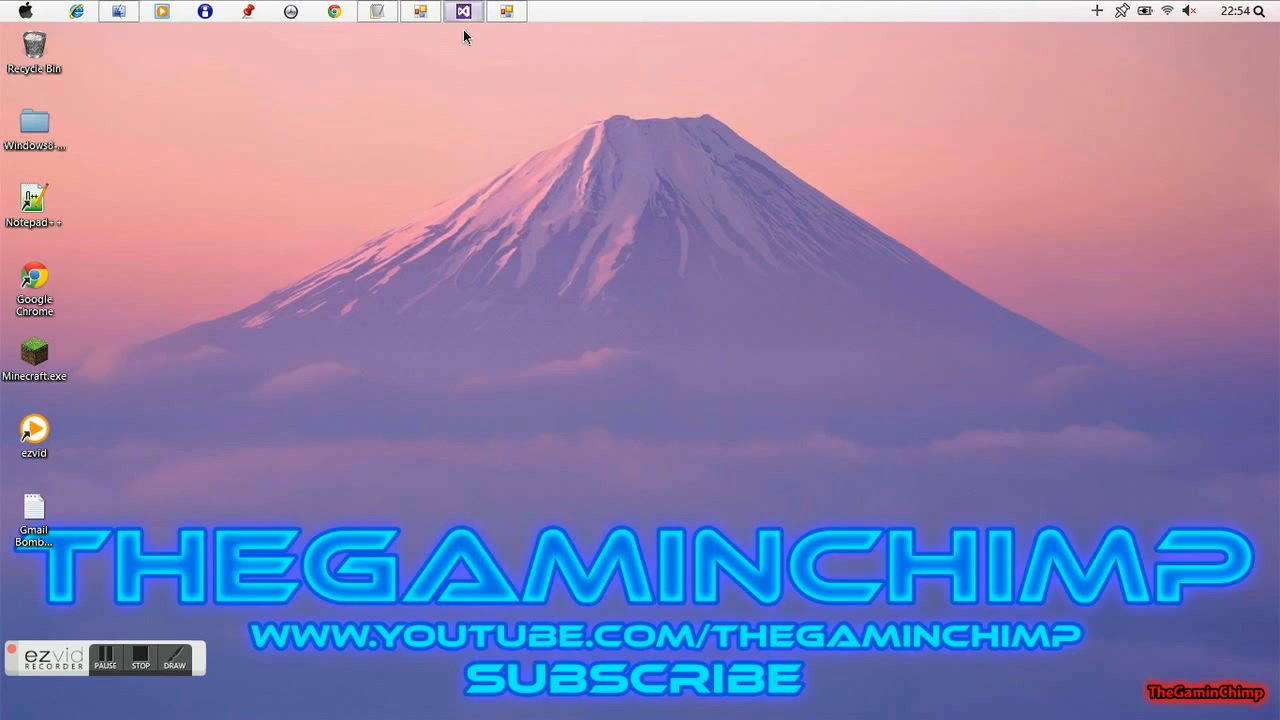 22:54
Recycle Bin
Windows8-...
Notepad++
Google
Chrome
Minecraft.exe
ezvid
Gmail
Bomb...
THEGAMINCHIMP
WWW.YOUTUBE.COM/THEGAMINCHIMP
SUBSCRIBE
ezvid
RECORDER
PAUSE
STOP
DRAW
TheGaminChimp